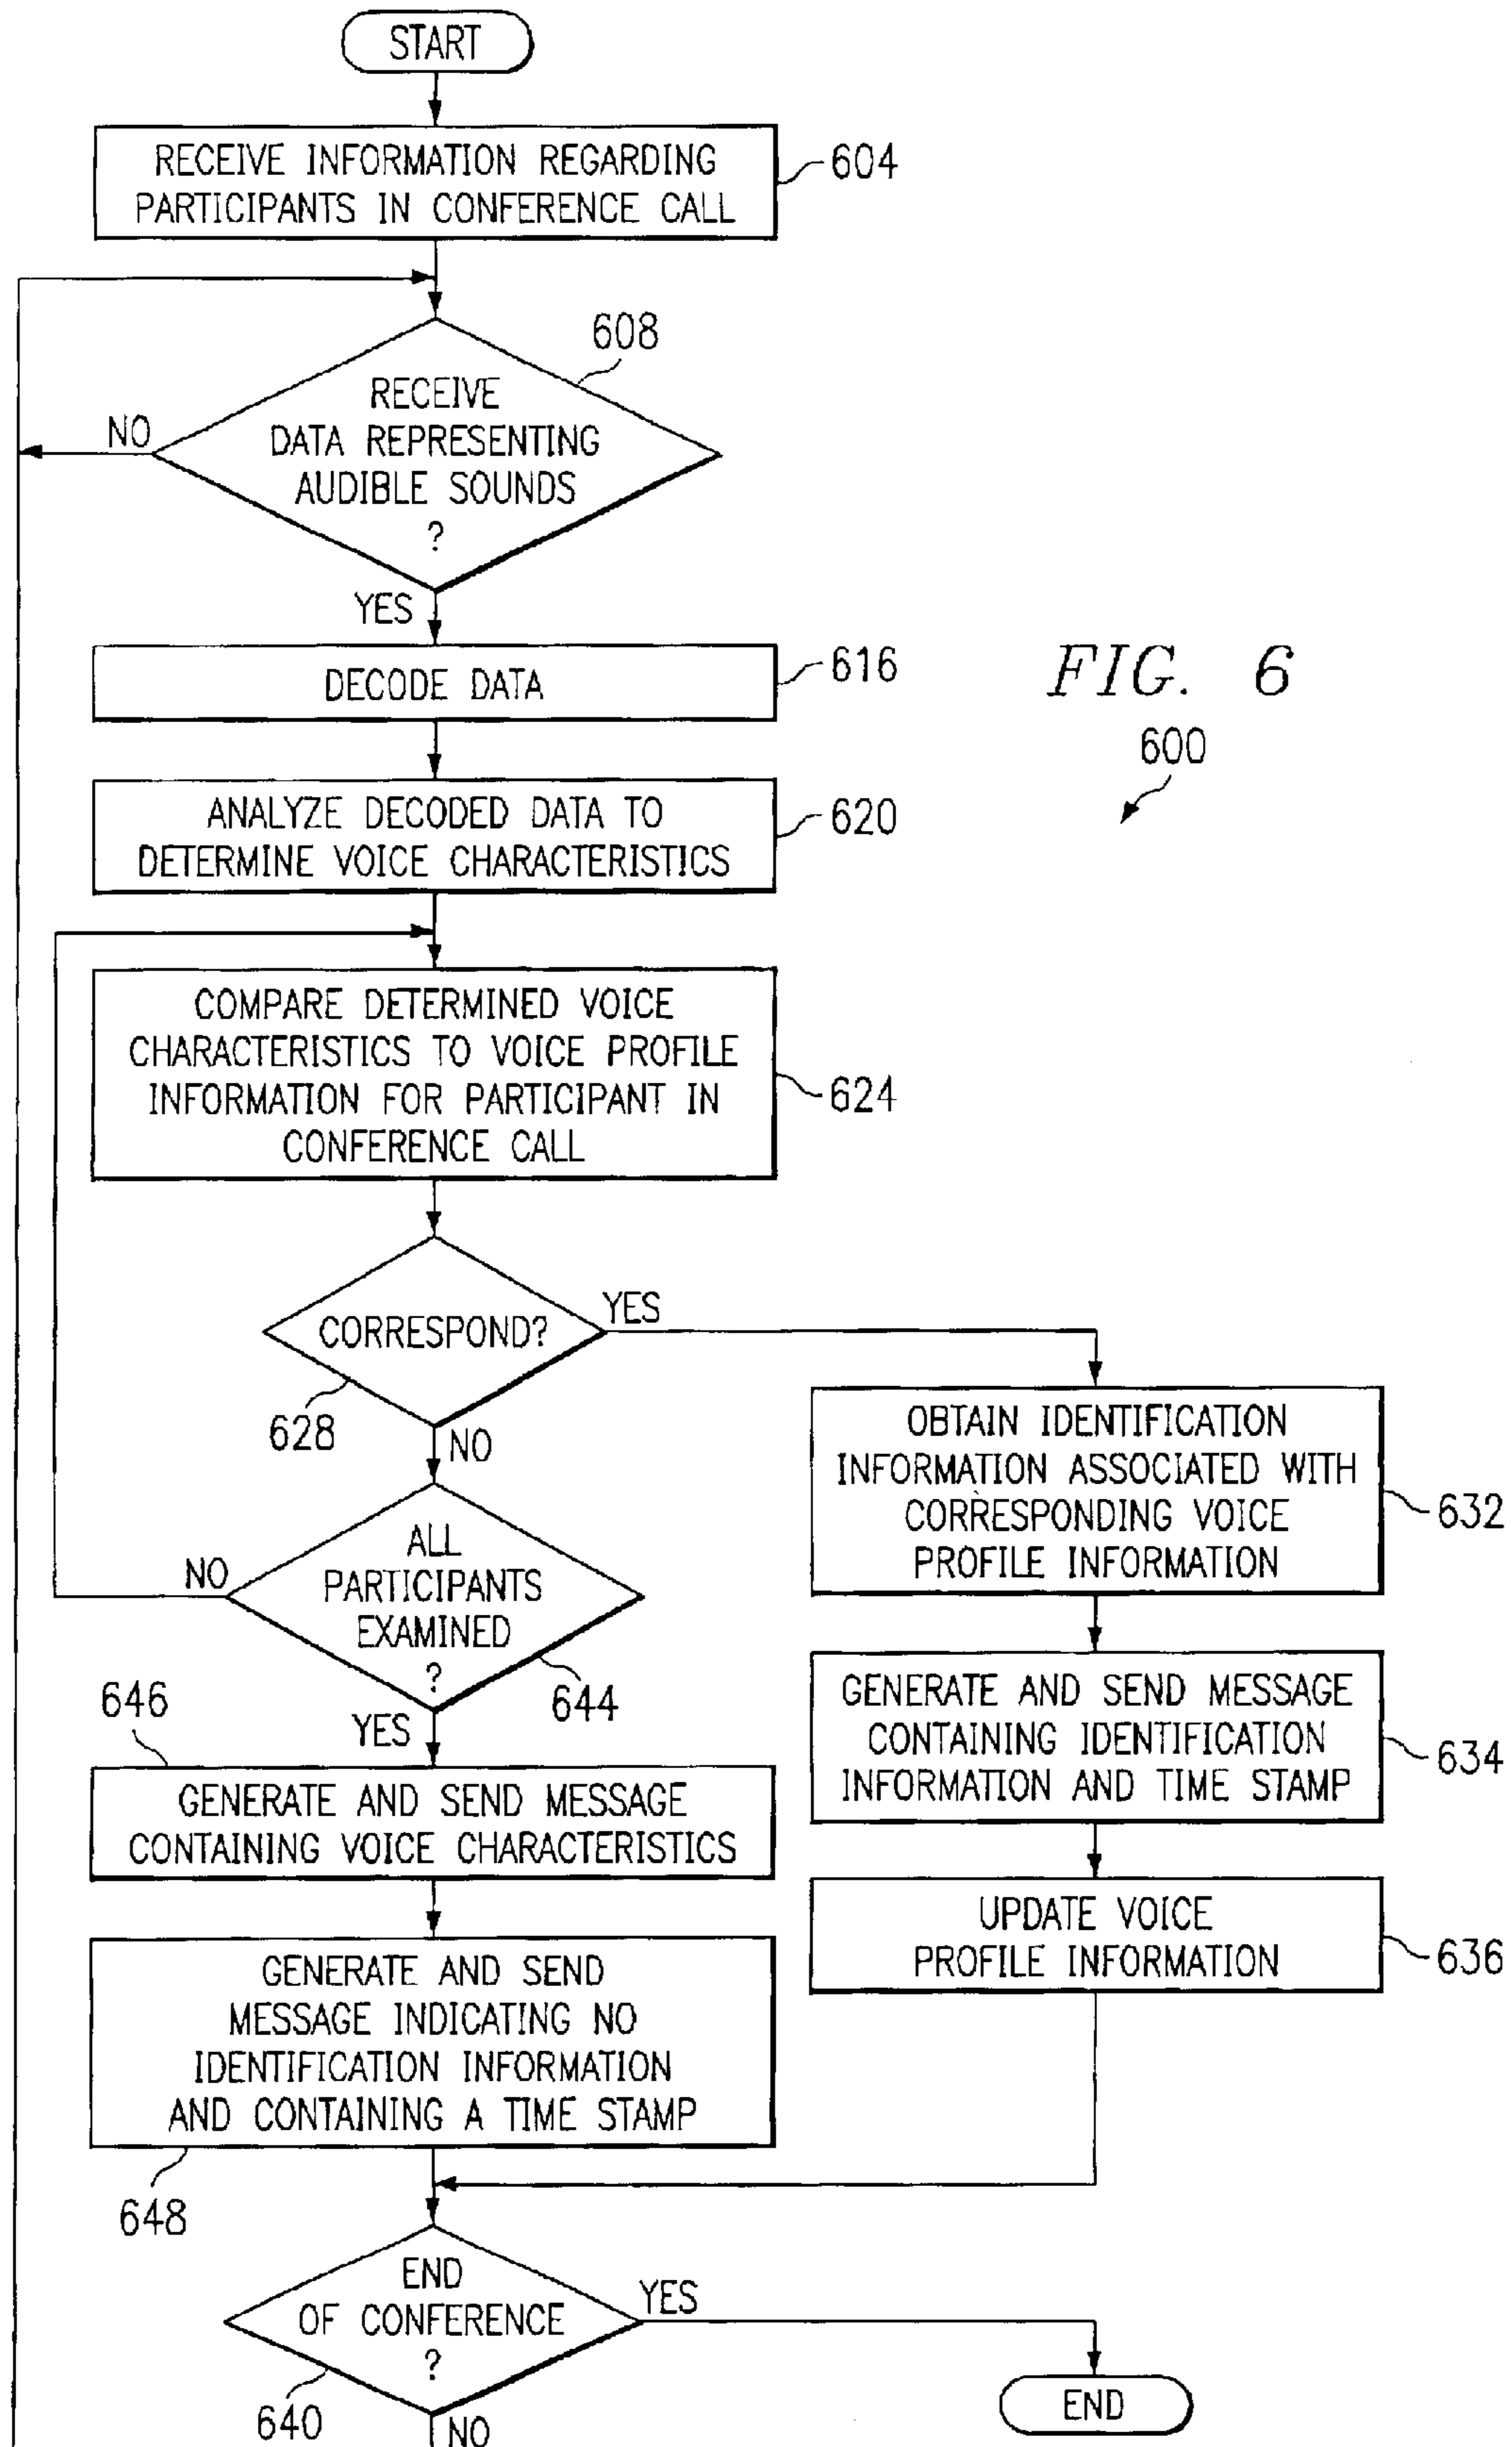 START
RECEIVE INFORMATION REGARDING
PARTICIPANTS IN CONFERENCE CALL
604
608
RECEIVE
DATA REPRESENTING
AUDIBLE SOUNDS
?
NO
YES
DECODE DATA
616
FIG. 6
600
ANALYZE DECODED DATA TO
DETERMINE VOICE CHARACTERISTICS
620
COMPARE DETERMINED VOICE
CHARACTERISTICS TO VOICE PROFILE
INFORMATION FOR PARTICIPANT IN
CONFERENCE CALL
624
CORRESPOND?
YES
628
NO
OBTAIN IDENTIFICATION
INFORMATION ASSOCIATED WITH
CORRESPONDING VOICE
PROFILE INFORMATION
632
ALL
PARTICIPANTS
EXAMINED
?
NO
644
YES
GENERATE AND SEND MESSAGE
CONTAINING IDENTIFICATION
INFORMATION AND TIME STAMP
634
646
GENERATE AND SEND MESSAGE
CONTAINING VOICE CHARACTERISTICS
UPDATE VOICE
PROFILE INFORMATION
636
GENERATE AND SEND
MESSAGE INDICATING NO
IDENTIFICATION INFORMATION
AND CONTAINING A TIME STAMP
648
END
OF CONFERENCE
?
YES
640
NO
END